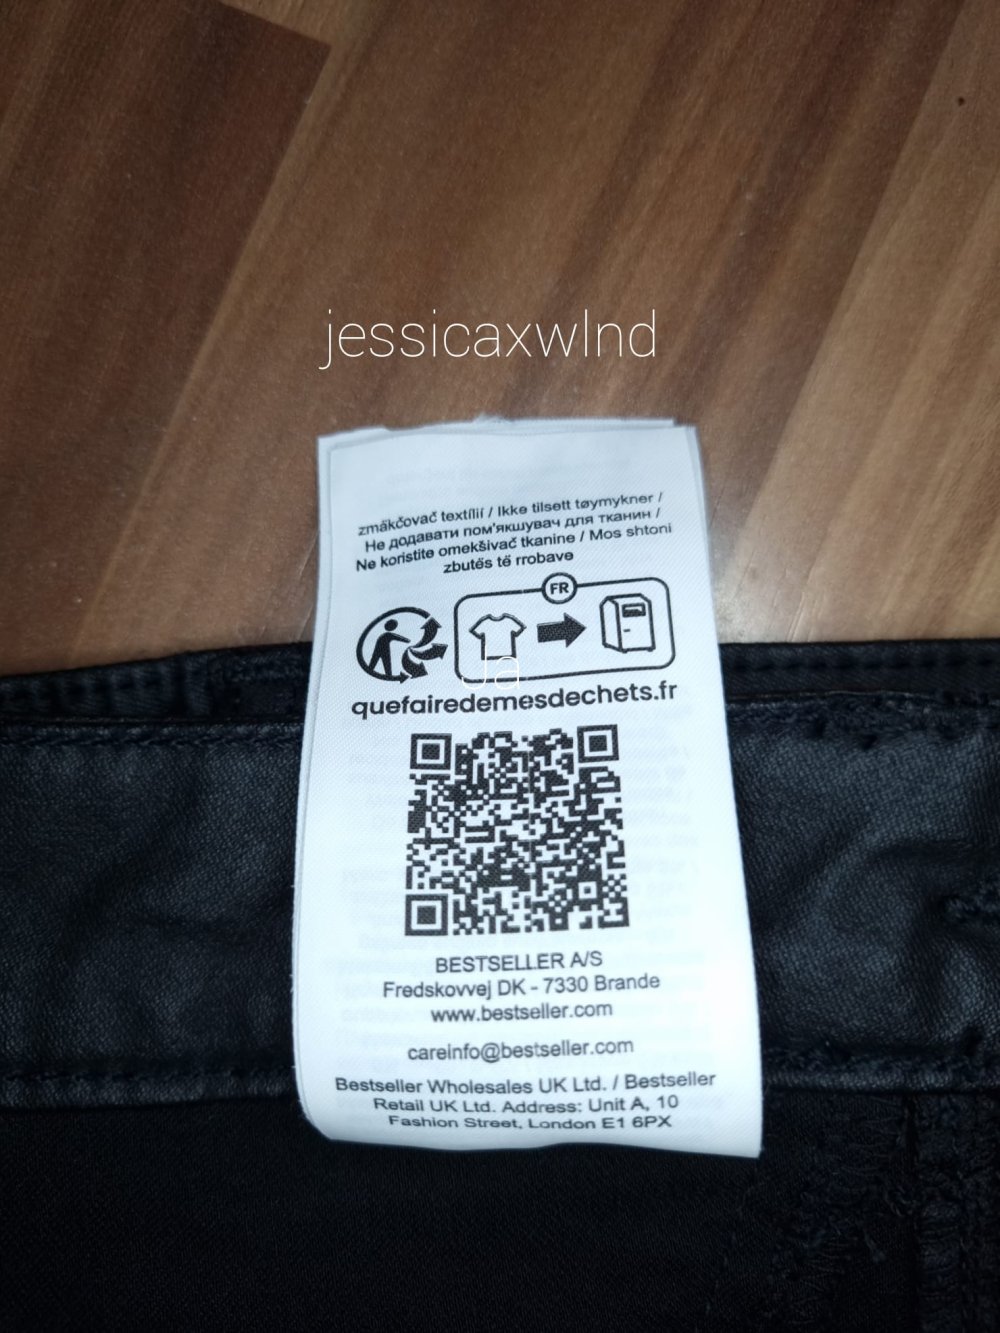 jessicaxwlnd
zmäkčovač textílií / Ikke tilsett tøymykner /
Не додавати пом'якшувач для тканин /
Ne koristite omekšivač tkanine / Mos shtoni
zbutës të rrobave
FR
Ja
quefairedemesdechets.fr
BESTSELLER A/S
Fredskovvej DK - 7330 Brande
www.bestseller.com
careinfo@bestseller.com
Bestseller Wholesales UK Ltd. / Bestseller
Retail UK Ltd. Address: Unit A, 10
Fashion Street, London E1 6PX